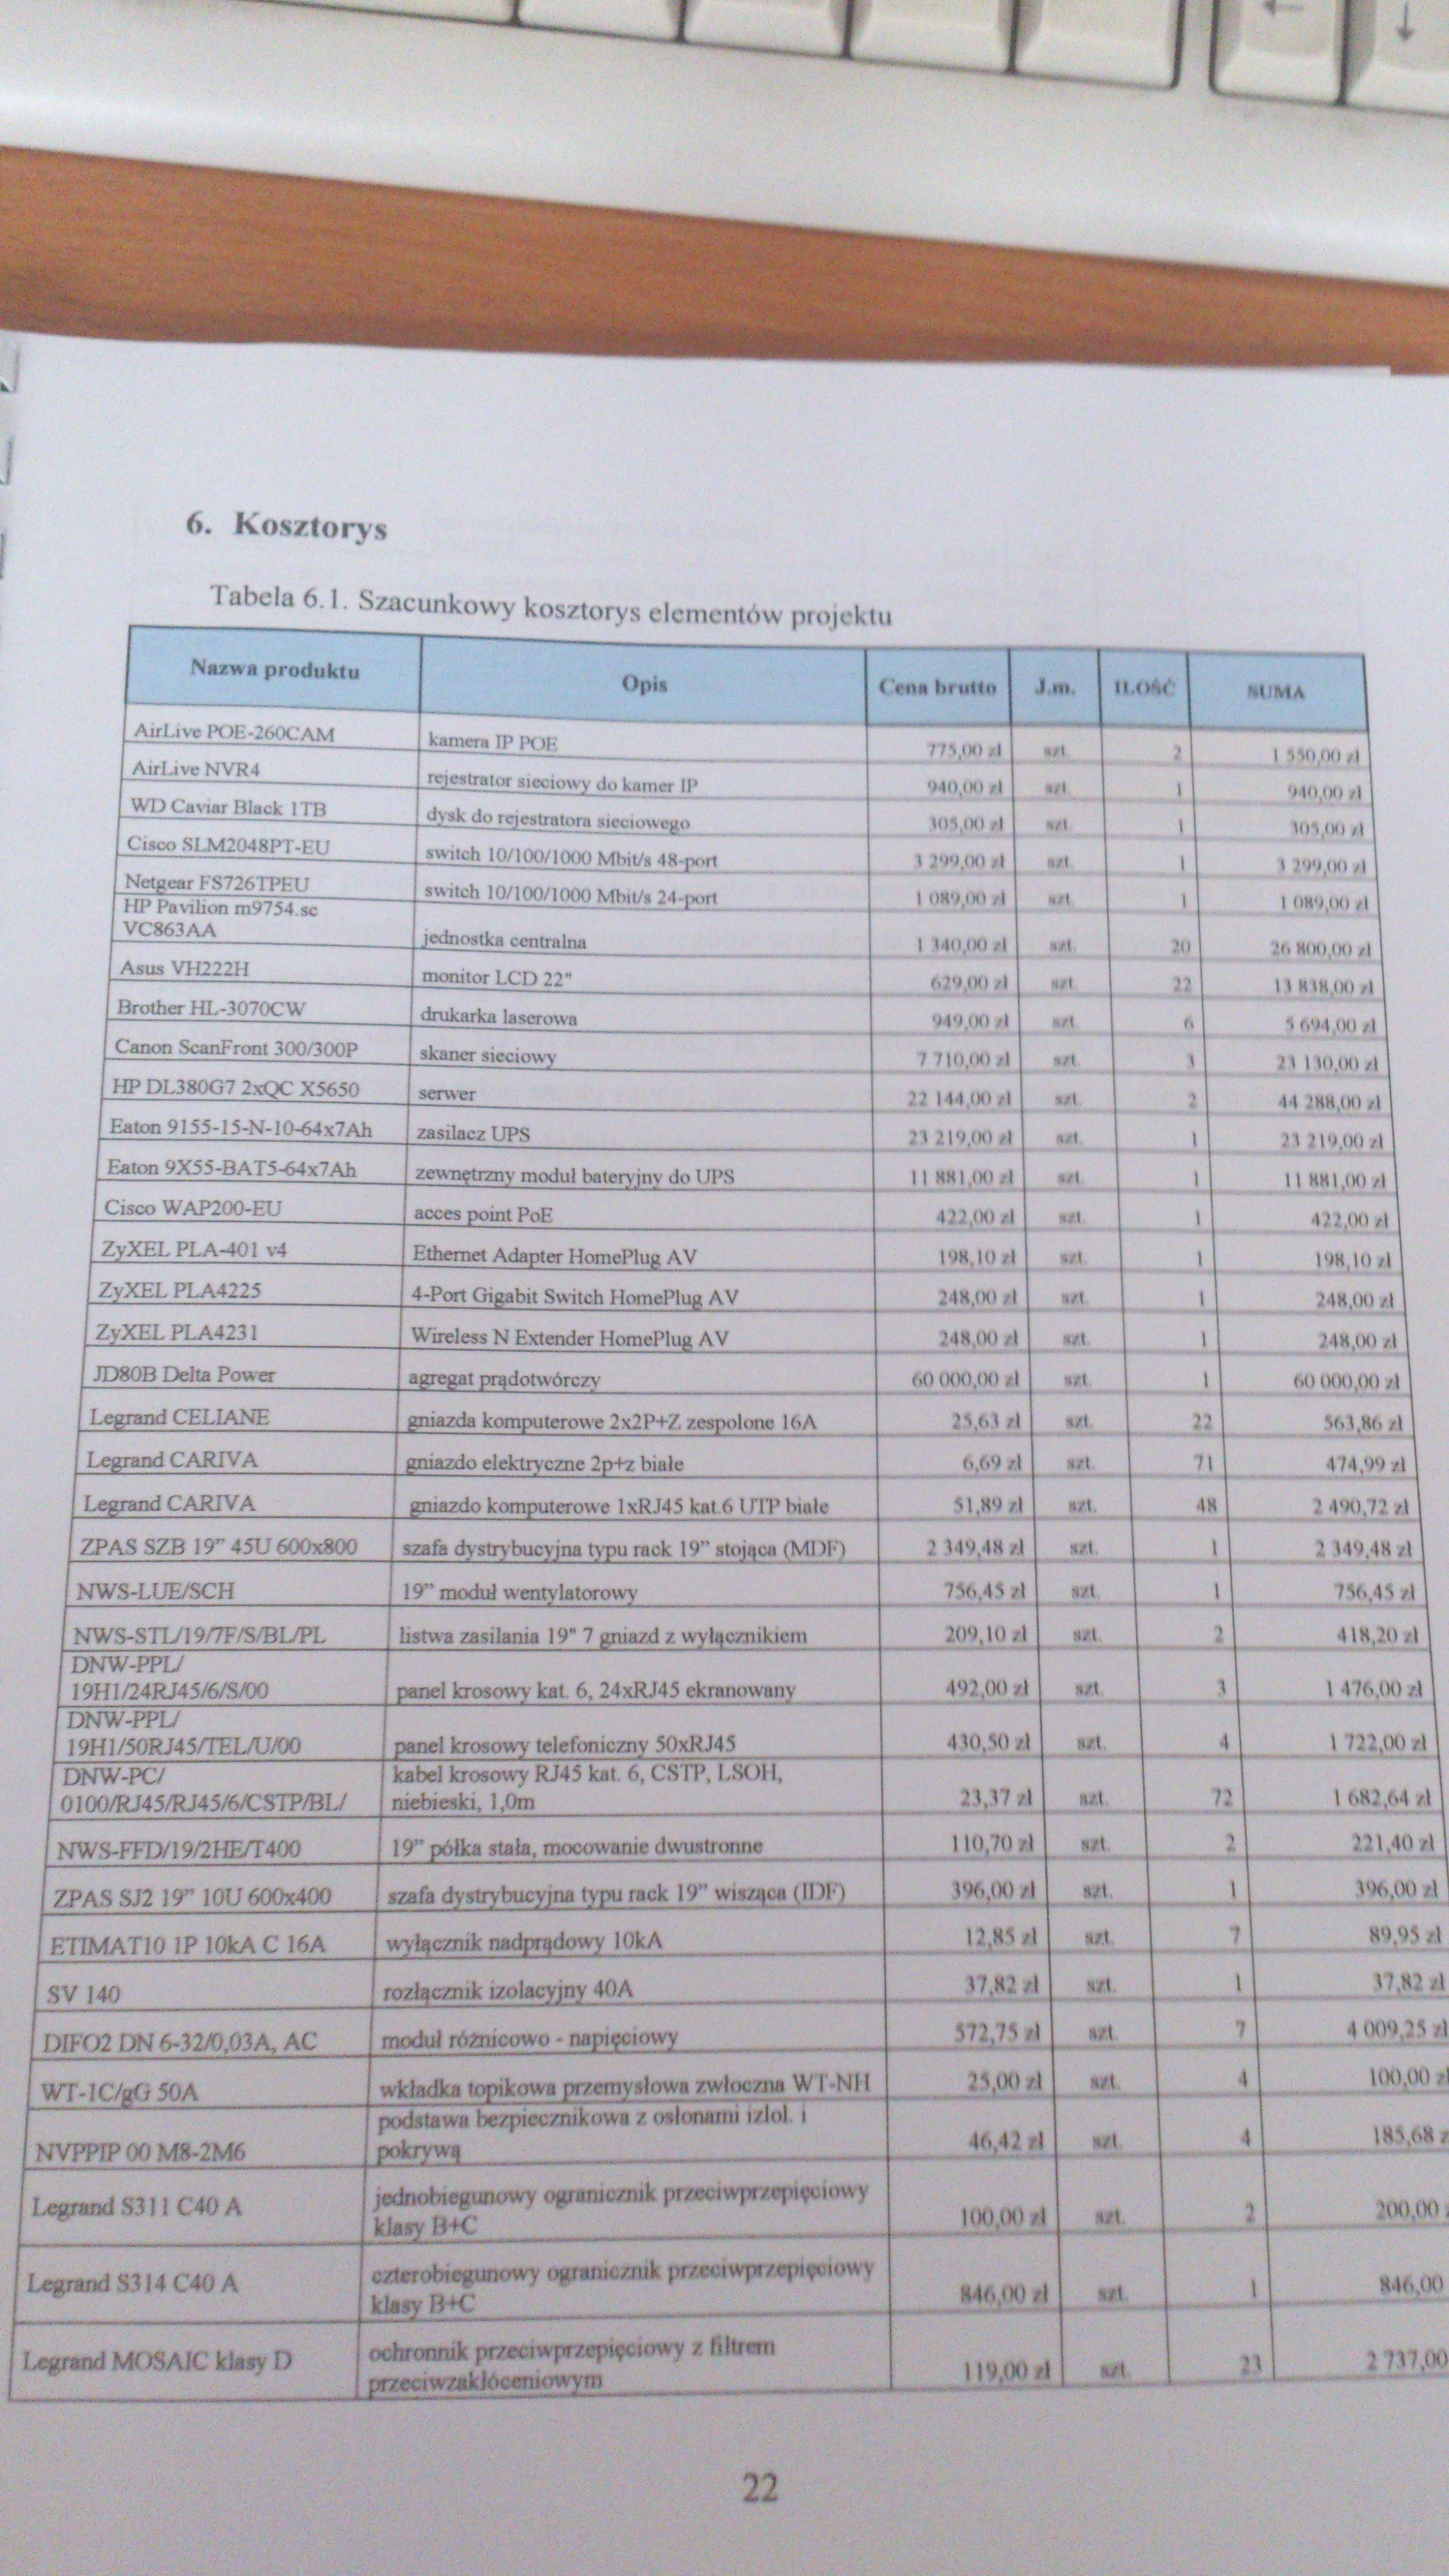 6. Kosztorys
Tabela 6.1. Szacunkowy kosztorys elementów projektu
Nazwa produktu Opis Cena brutto J.m. ILOŚĆ SUMA
AirLive POE-260CAM kamera IP POE 775,00 zł szt. 2 1 550,00 zł
AirLive NVR4 rejestrator sieciowy do kamer IP 940,00 zł szt. 1 940,00 zł
WD Caviar Black 1TB dysk do rejestratora sieciowego 305,00 zł szt. 1 305,00 zł
Cisco SLM2048PT-EU switch 10/100/1000 Mbit/s 48-port 3 299,00 zł szt. 1 3 299,00 zł
Netgear FS726TPEU switch 10/100/1000 Mbit/s 24-port 1 089,00 zł szt. 1 1 089,00 zł
HP Pavilion m9754.sc
VC863AA jednostka centralna 1 340,00 zł szt. 20 26 800,00 zł
Asus VH222H monitor LCD 22" 629,00 zł szt. 22 13 838,00 zł
Brother HL-3070CW drukarka laserowa 949,00 zł szt. 6 5 694,00 zł
Canon ScanFront 300/300P skaner sieciowy 7 710,00 zł szt. 3 23 130,00 zł
HP DL380G7 2xQC X5650 serwer 22 144,00 zł szt. 2 44 288,00 zł
Eaton 9155-15-N-10-64x7Ah zasilacz UPS 23 219,00 zł szt. 1 23 219,00 zł
Eaton 9X55-BAT5-64x7Ah zewnętrzny moduł bateryjny do UPS 11 881,00 zł szt. 1 11 881,00 zł
Cisco WAP200-EU acces point PoE 422,00 zł szt. 1 422,00 zł
ZyXEL PLA-401 v4 Ethernet Adapter HomePlug AV 198,10 zł szt. 1 198,10 zł
ZyXEL PLA4225 4-Port Gigabit Switch HomePlug AV 248,00 zł szt. 1 248,00 zł
ZyXEL PLA4231 Wireless N Extender HomePlug AV 248,00 zł szt. 1 248,00 zł
JD80B Delta Power agregat prądotwórczy 60 000,00 zł szt. 1 60 000,00 zł
Legrand CELIANE gniazda komputerowe 2x2P+Z zespolone 16A 25,63 zł szt. 22 563,86 zł
Legrand CARIVA gniazdo elektryczne 2p+z białe 6,69 zł szt. 71 474,99 zł
Legrand CARIVA gniazdo komputerowe 1xRJ45 kat.6 UTP białe 51,89 zł szt. 48 2 490,72 zł
ZPAS SZB 19” 45U 600x800 szafa dystrybucyjna typu rack 19” stojąca (MDF) 2 349,48 zł szt. 1 2 349,48 zł
NWS-LUE/SCH 19” moduł wentylatorowy 756,45 zł szt. 1 756,45 zł
NWS-STL/19/7F/S/BL/PL listwa zasilania 19" 7 gniazd z wyłącznikiem 209,10 zł szt. 2 418,20 zł
DNW-PPL/
19H1/24RJ45/6/S/00 panel krosowy kat. 6, 24xRJ45 ekranowany 492,00 zł szt. 3 1 476,00 zł
DNW-PPL/
19H1/50RJ45/TEL/U/00 panel krosowy telefoniczny 50xRJ45 430,50 zł szt. 4 1 722,00 zł
DNW-PC/ kabel krosowy RJ45 kat. 6, CSTP, LSOH,
0100/RJ45/RJ45/6/CSTP/BL/ niebieski, 1,0m 23,37 zł szt. 72 1 682,64 zł
NWS-FFD/19/2HE/T400 19” półka stała, mocowanie dwustronne 110,70 zł szt. 2 221,40 zł
ZPAS SJ2 19” 10U 600x400 szafa dystrybucyjna typu rack 19” wisząca (IDF) 396,00 zł szt. 1 396,00 zł
ETIMAT10 1P 10kA C 16A wyłącznik nadprądowy 10kA 12,85 zł szt. 7 89,95 zł
SV 140 rozłącznik izolacyjny 40A 37,82 zł szt. 1 37,82 zł
DIFO2 DN 6-32/0,03A, AC moduł różnicowo - napięciowy 572,75 zł szt. 7 4 009,25 zł
WT-1C/gG 50A wkładka topikowa przemysłowa zwłoczna WT-NH 25,00 zł szt. 4 100,00 z
podstawa bezpiecznikowa z osłonami izlol. i
NVPPIP 00 M8-2M6 pokrywą 46,42 zł szt. 4 185,68 z
jednobiegunowy ogranicznik przeciwprzepięciowy
Legrand S311 C40 A klasy B+C 100,00 zł szt. 2 200,00
czterobiegunowy ogranicznik przeciwprzepięciowy
Legrand S314 C40 A klasy B+C 846,00 zł szt. 1 846,00
ochronnik przeciwprzepięciowy z filtrem
Legrand MOSAIC klasy D przeciwzakłóceniowym 119,00 zł szt. 23 2 737,00
22